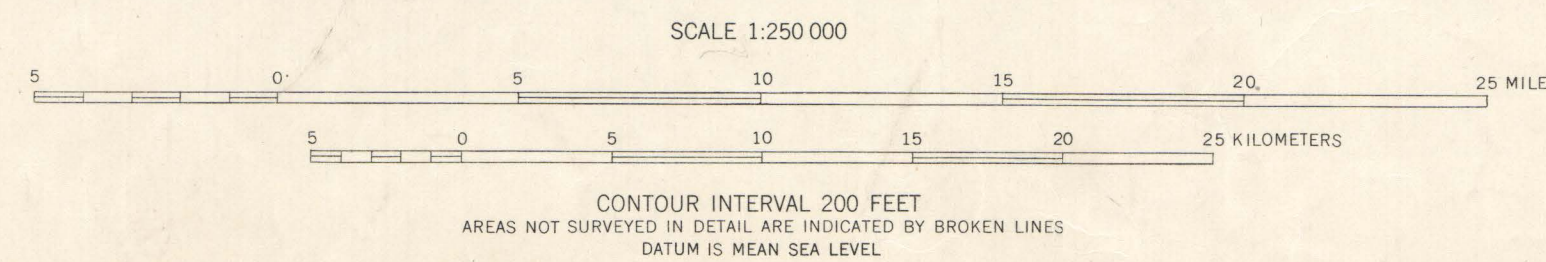 SCALE 1:250 000
5 0 5 10 15 20 25 MILE
5 0 5 10 15 20 25 KILOMETERS
CONTOUR INTERVAL 200 FEET
AREAS NOT SURVEYED IN DETAIL ARE INDICATED BY BROKEN LINES
DATUM IS MEAN SEA LEVEL